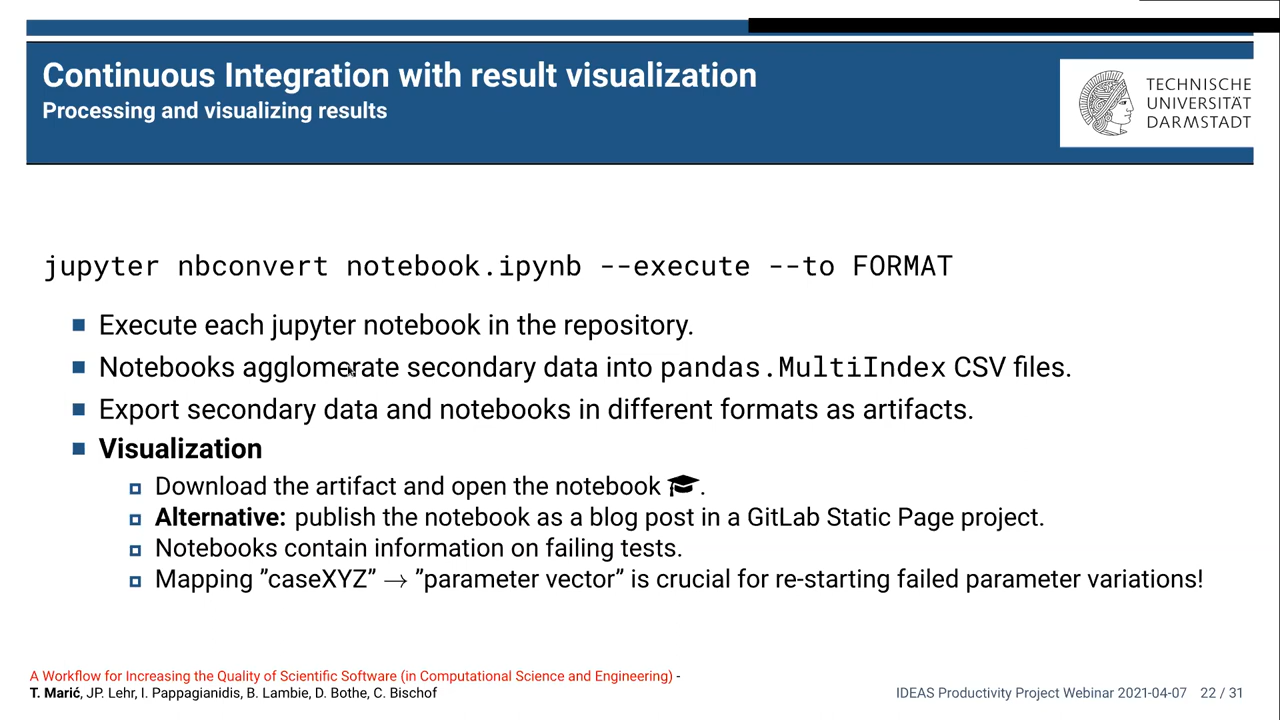 Continuous Integration with result visualization
Processing and visualizing results
TECHNISCHE
UNIVERSITÄT
DARMSTADT
jupyter nbconvert notebook.ipynb --execute --to FORMAT
Execute each jupyter notebook in the repository.
Notebooks agglomerate secondary data into pandas.MultiIndex CSV files.
Export secondary data and notebooks in different formats as artifacts.
Visualization
Download the artifact and open the notebook .
Alternative: publish the notebook as a blog post in a GitLab Static Page project.
Notebooks contain information on failing tests.
Mapping ”caseXYZ” → ”parameter vector” is crucial for re-starting failed parameter variations!
A Workflow for Increasing the Quality of Scientific Software (in Computational Science and Engineering) -
T. Marić, JP. Lehr, I. Pappagianidis, B. Lambie, D. Bothe, C. Bischof
IDEAS Productivity Project Webinar 2021-04-07 22 / 31